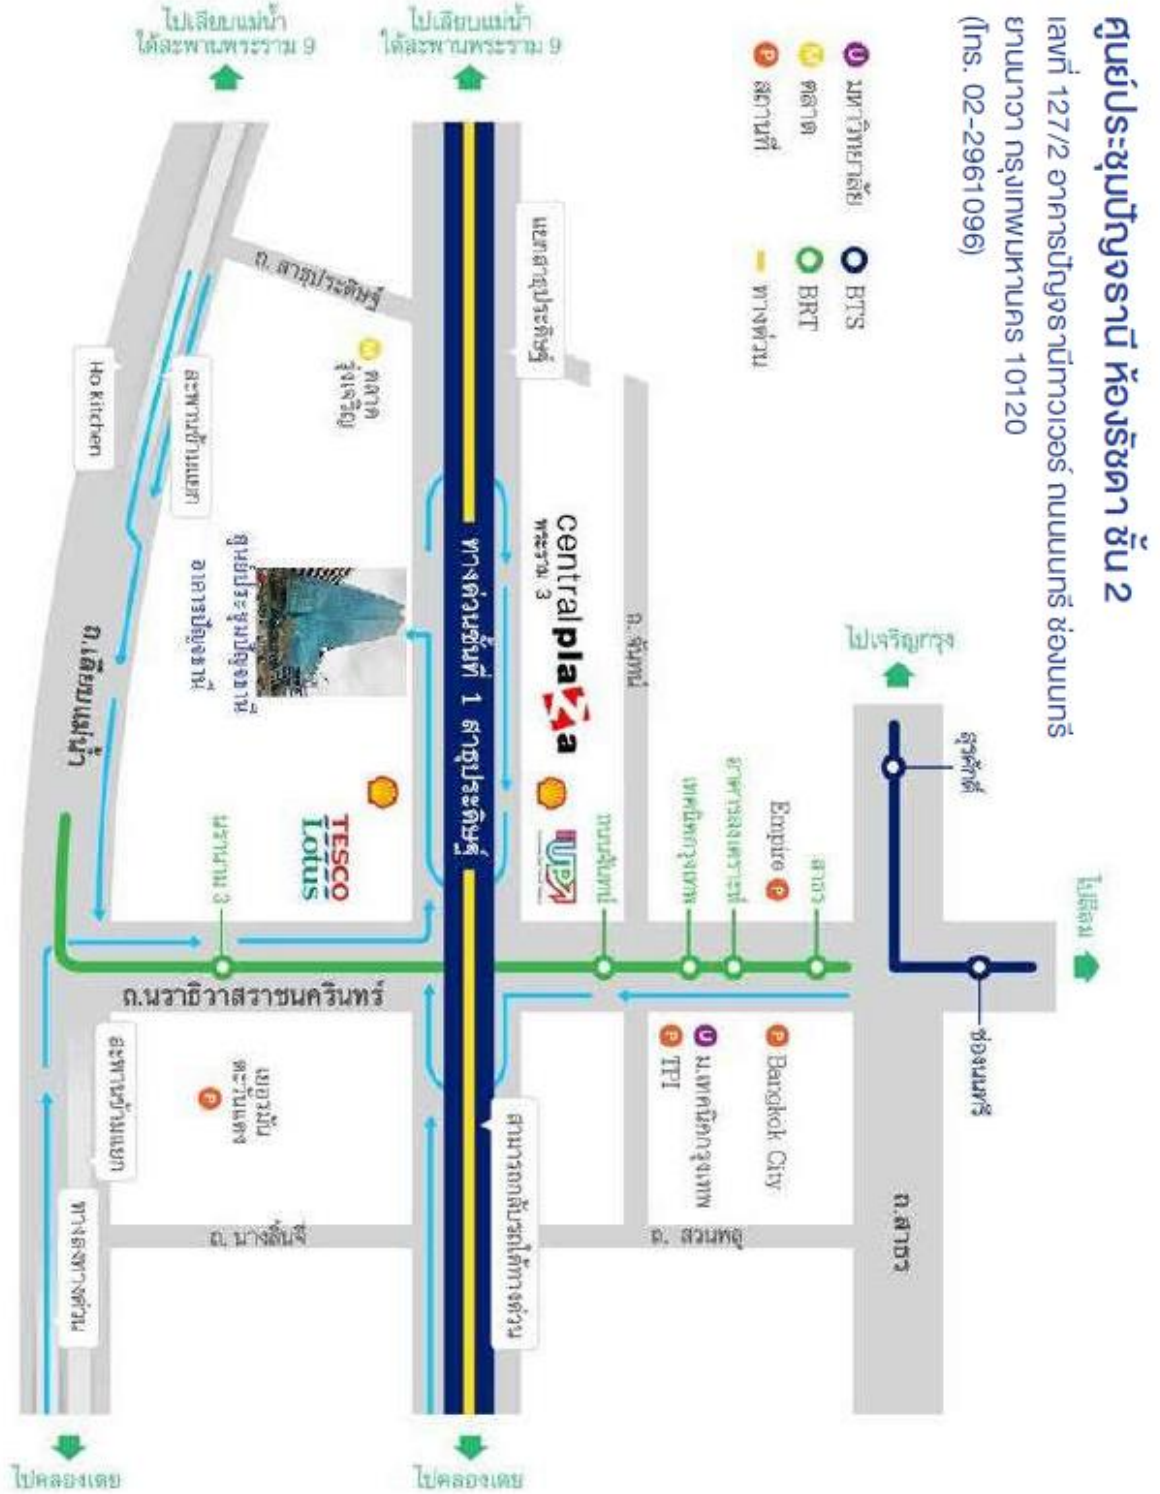 ศูนย์ประชุมปัญจธานี ห้องรัชดา ชั้น 2
เลขที่ 127/2 อาคารปัญจธานีทาวเวอร์ ถนนนนทรี ช่องนนทรี
ยานนาวา กรุงเทพมหานคร 10120
(โทร. 02-2961096)
U มหาวิทยาลัย
M ตลาด
P สถานที่
BTS
BRT
ทางด่วน
ไปเจริญกรุง
ไปสีลม
สุรศักดิ์
ช่องนนทรี
ถ.สาธร
สาธร
Empire P
อาคารสงเคราะห์
เทคนิคกรุงเทพ
ถนนจันทน์
P Bangkok City
U ม.เทคนิคกรุงเทพ
P TPI
ถ. จันทน์
ถ. สวนพลู
แยกสาธุประดิษฐ์
centralplaza
พระราม 3
UP
สามารถกลับรถใต้ทางด่วน
ไปเลียบแม่น้ำ
ใต้สะพานพระราม 9
ทางด่วนขั้นที่ 1 สาธุประดิษฐ์
ไปคลองเตย
ถ. สาธุประดิษฐ์
M ตลาด
รุ่งเจริญ
ศูนย์ประชุมปัญจธานี
อาคารปัญจธานี
TESCO
Lotus
พระราม 3
ถ.นราธิวาสราชนครินทร์
เยอรมัน
ตะวันแดง
P
ถ. นางลิ้นจี่
ไปเลียบแม่น้ำ
ใต้สะพานพระราม 9
สะพานข้ามแยก
Ho Kitchen
ถ.เลียบแม่น้ำ
สะพานข้ามแยก
ทางลงทางด่วน
ไปคลองเตย